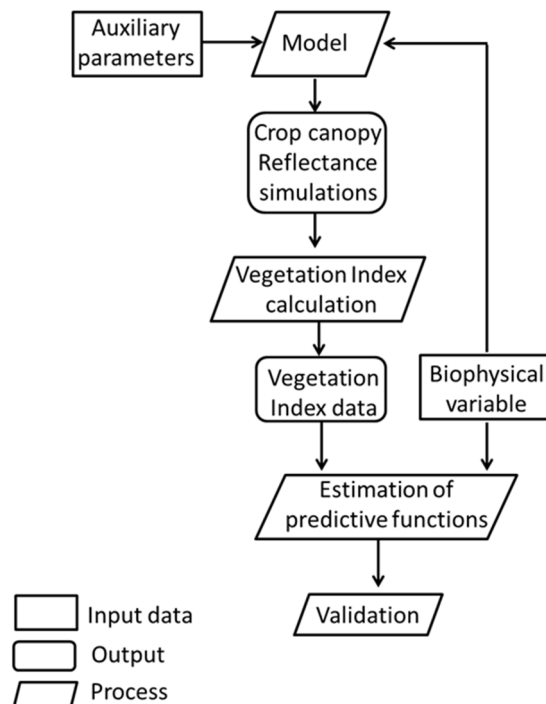 Auxiliary
parameters
Model
Crop canopy
Reflectance
simulations
Vegetation Index
calculation
Vegetation
Index data
Biophysical
variable
Estimation of
predictive functions
Validation
Input data
Output
Process